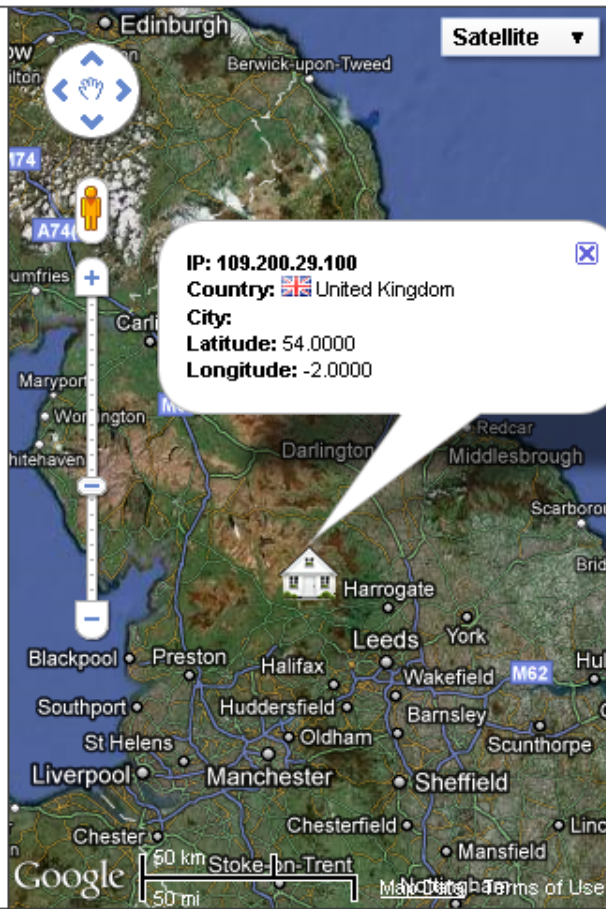 Edinburgh
Satellite
Berwick-upon-Tweed
M74
A74(
umfries
IP: 109.200.29.100
Country: United Kingdom
City:
Latitude: 54.0000
Longitude: -2.0000
Carli
Maryport
hitehaven
Redcar
Darlington
Middlesbrough
Scarborou
Brid
Harrogate
Leeds
York
Blackpool
Preston
Halifax
Wakefield
M62
Hul
Southport
Huddersfield
Barnsley
St Helens
Oldham
Scunthorpe
Liverpool
Manchester
Sheffield
Chester
Chesterfield
Linc
Mansfield
Google
50 km
Stoke-on-Trent
50 mi
Map Data - Terms of Use
Nottingham